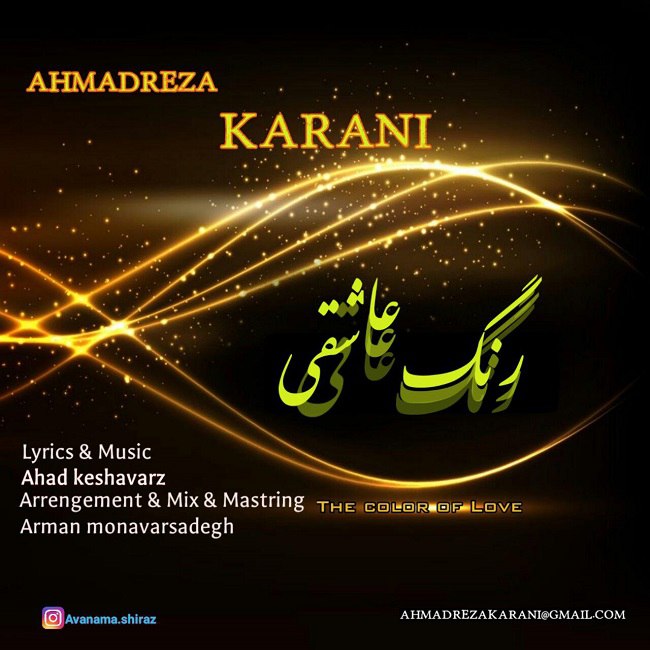 AHMADREZA
KARANI
رنگ عاشقی
Lyrics & Music
Ahad keshavarz
Arrengement & Mix & Mastring
Arman monavarsadegh
THE COLOR OF LOVE
Avanama.shiraz
AHMADREZAKARANI@GMAIL.COM